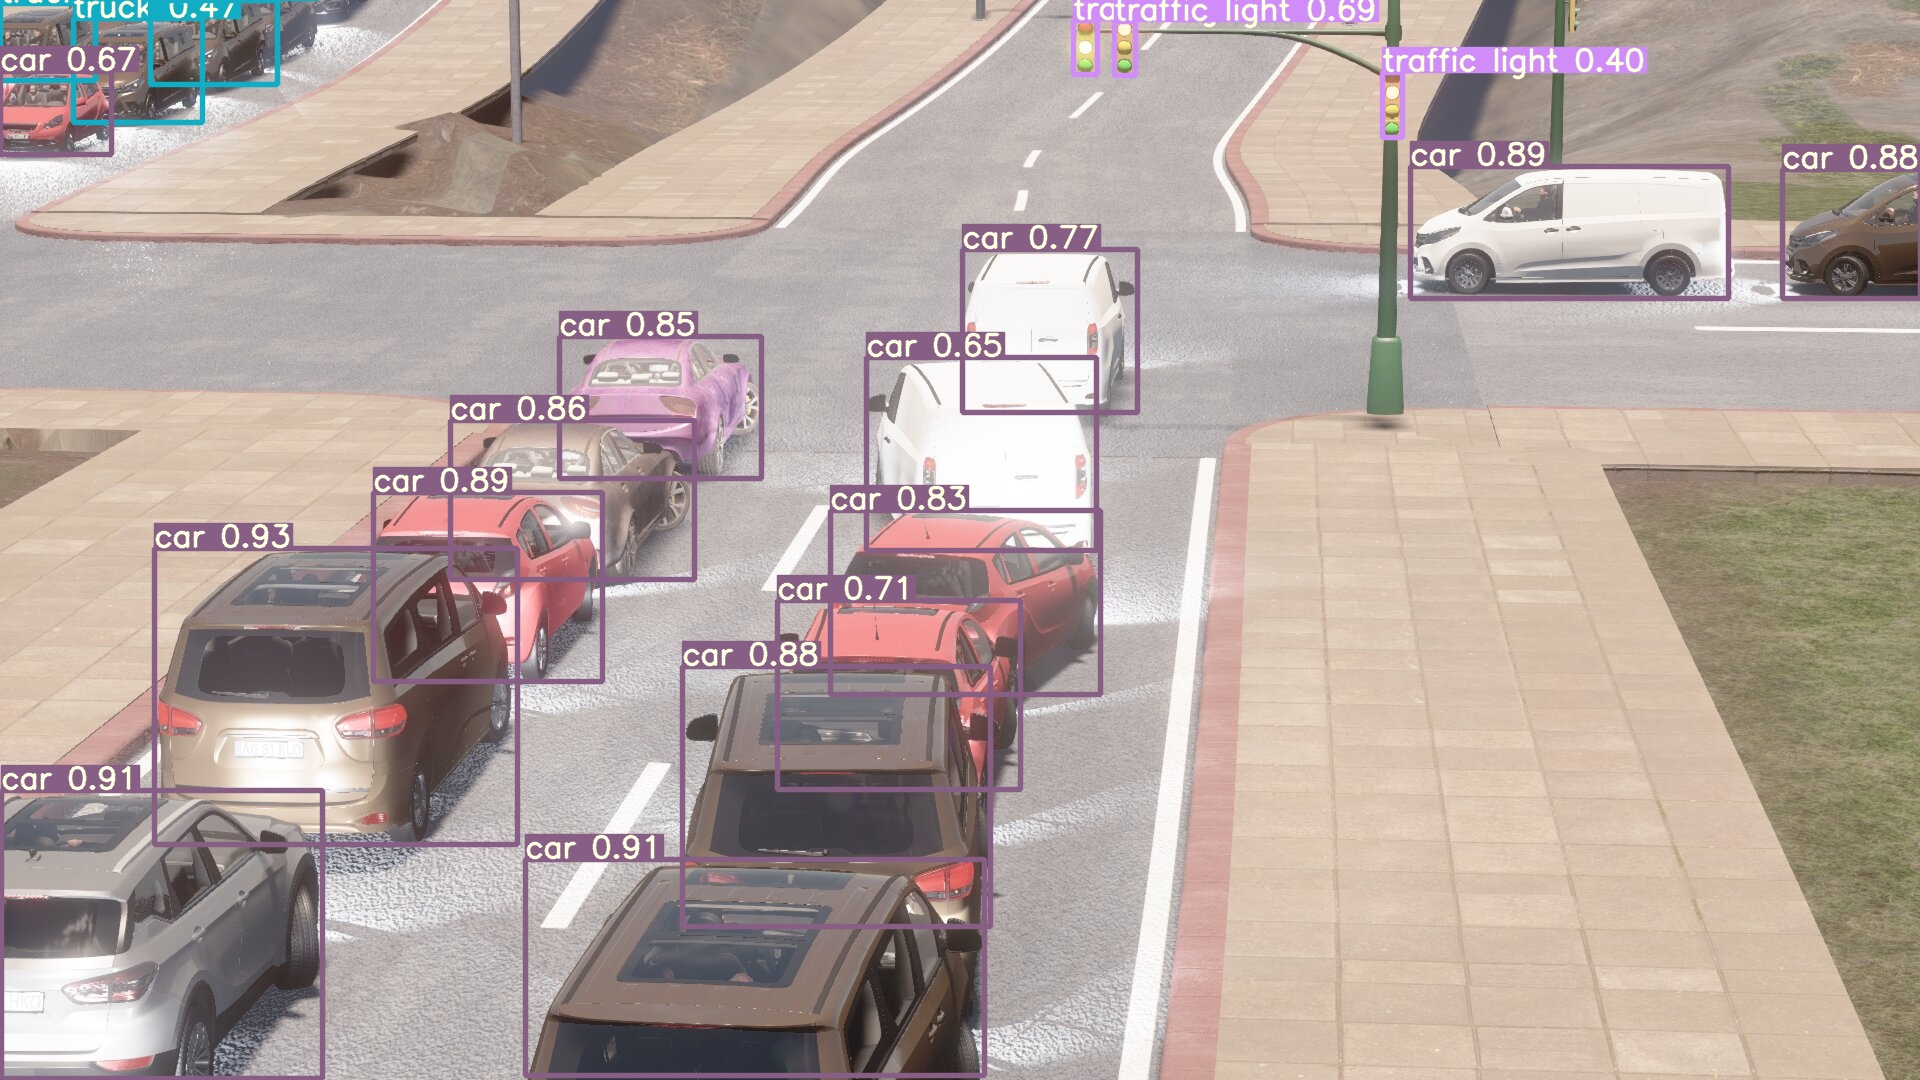 truck 0.47
car 0.67
traffic_light 0.69
traffic light 0.40
car 0.89
car 0.88
car 0.77
car 0.85
car 0.65
car 0.86
car 0.89
car 0.83
car 0.93
car 0.71
car 0.88
car 0.91
car 0.91